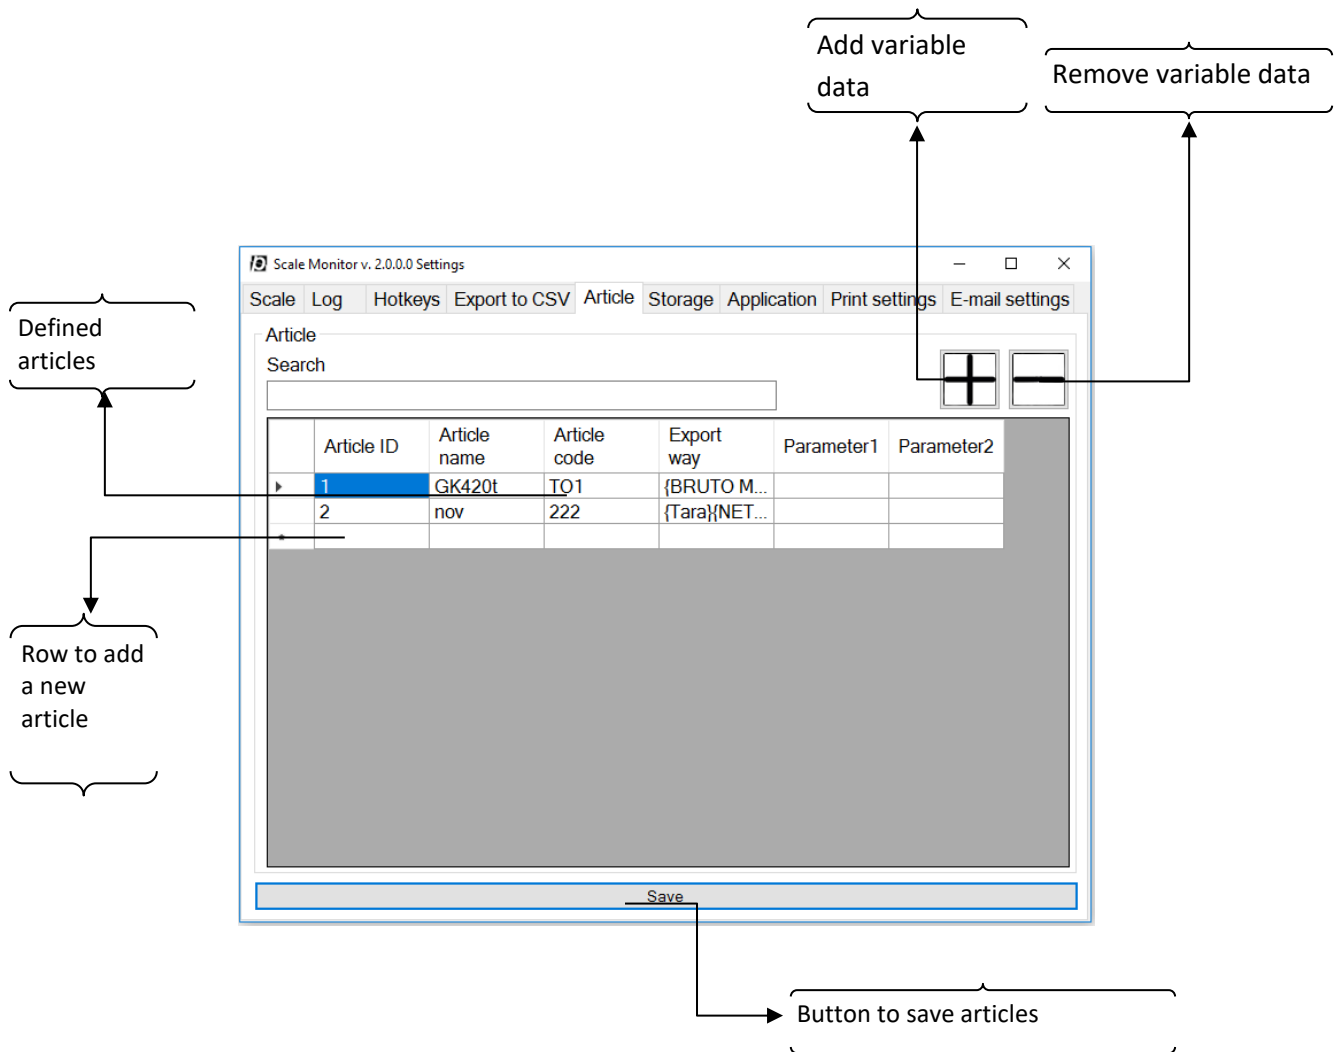 Add variable
data
Remove variable data
Scale Monitor v. 2.0.0.0 Settings
Scale Log Hotkeys Export to CSV Article Storage Application Print settings E-mail settings
Defined
articles
Article
Search
Article ID Article name Article code Export way Parameter1 Parameter2
1 GK420t TO1 {BRUTO M...
2 nov 222 {Tara}{NET...
*
Row to add
a new
article
Save
Button to save articles